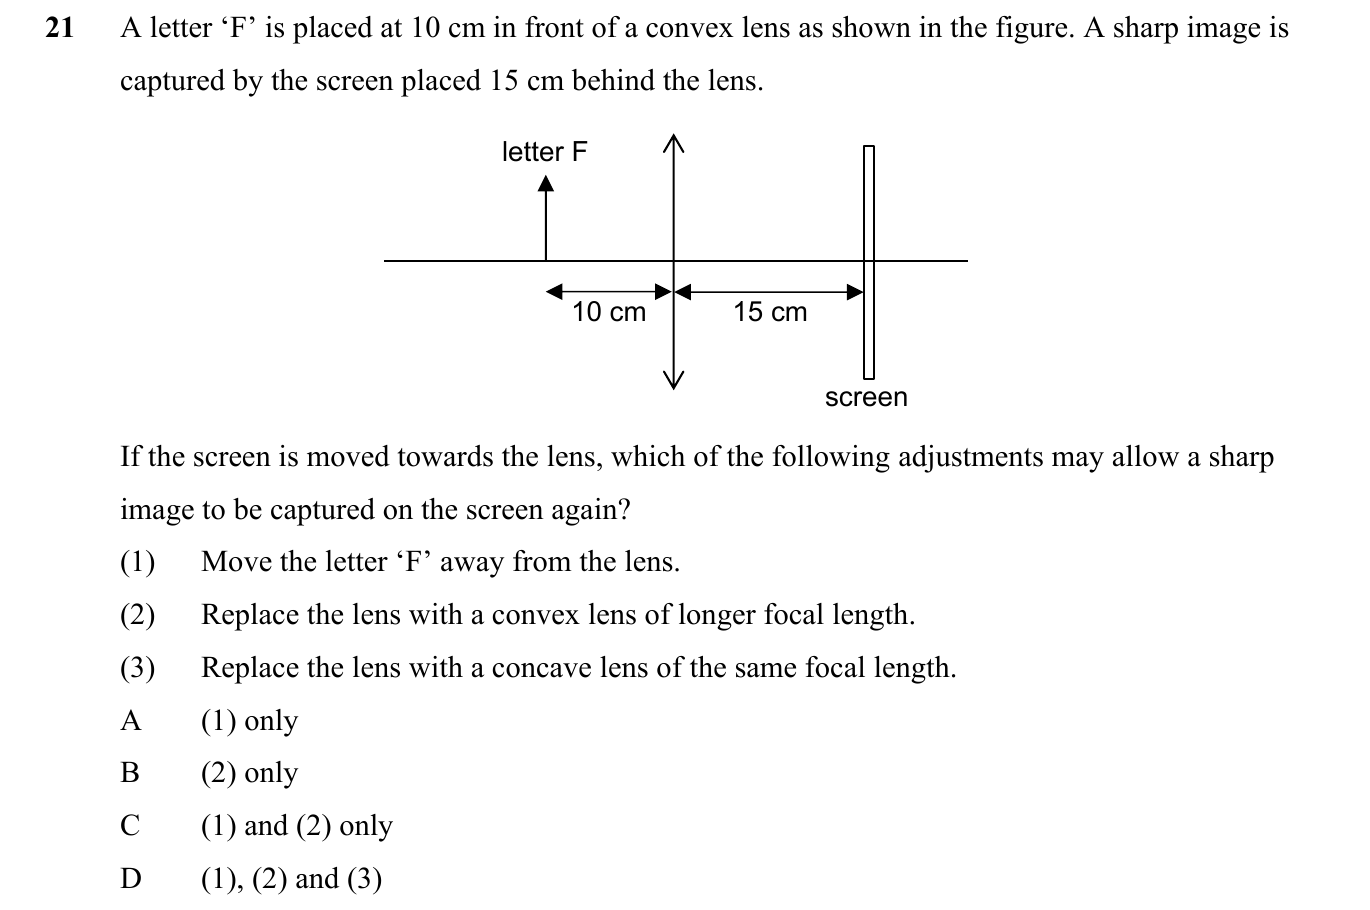 21 A letter ‘F’ is placed at 10 cm in front of a convex lens as shown in the figure. A sharp image is
captured by the screen placed 15 cm behind the lens.
letter F
10 cm
15 cm
screen
If the screen is moved towards the lens, which of the following adjustments may allow a sharp
image to be captured on the screen again?
(1) Move the letter ‘F’ away from the lens.
(2) Replace the lens with a convex lens of longer focal length.
(3) Replace the lens with a concave lens of the same focal length.
A (1) only
B (2) only
C (1) and (2) only
D (1), (2) and (3)